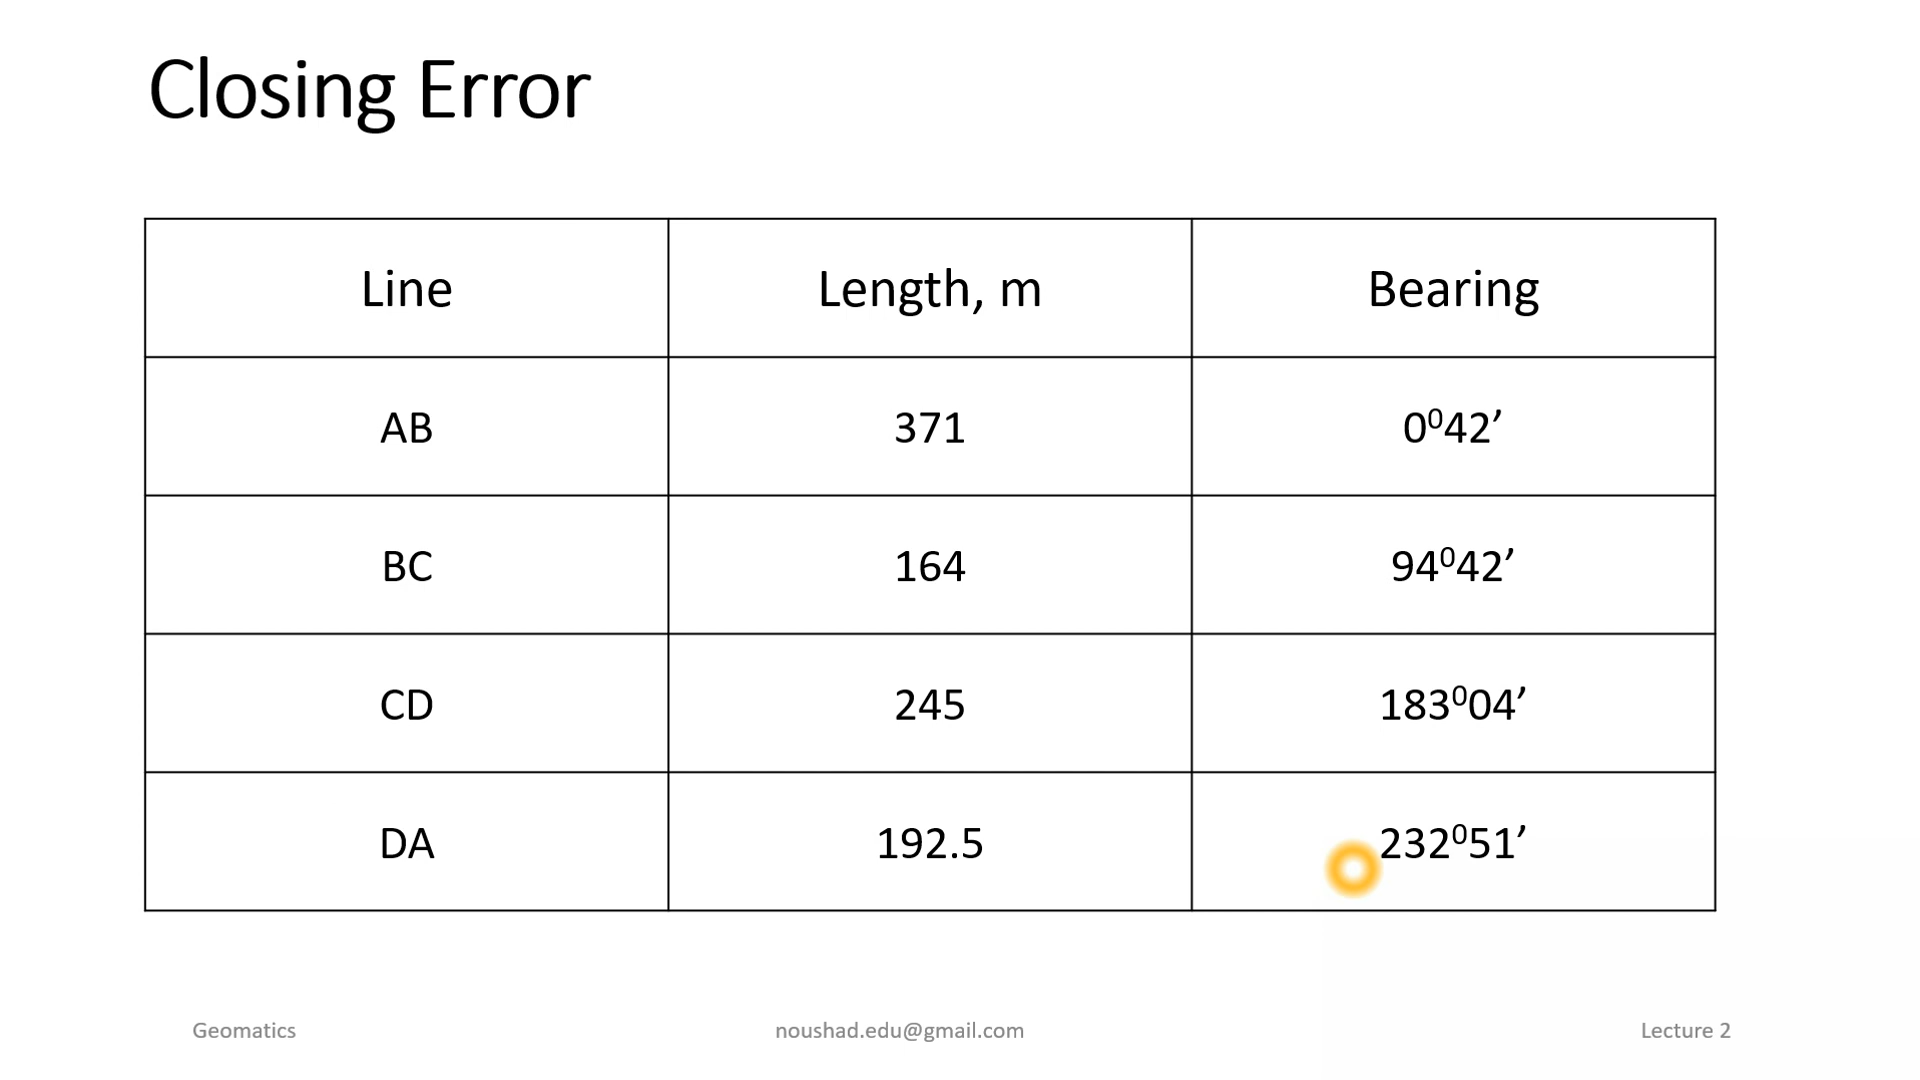 Closing Error
Line Length, m Bearing
AB 371 0⁰42’
BC 164 94⁰42’
CD 245 183⁰04’
DA 192.5 232⁰51’
Geomatics noushad.edu@gmail.com Lecture 2